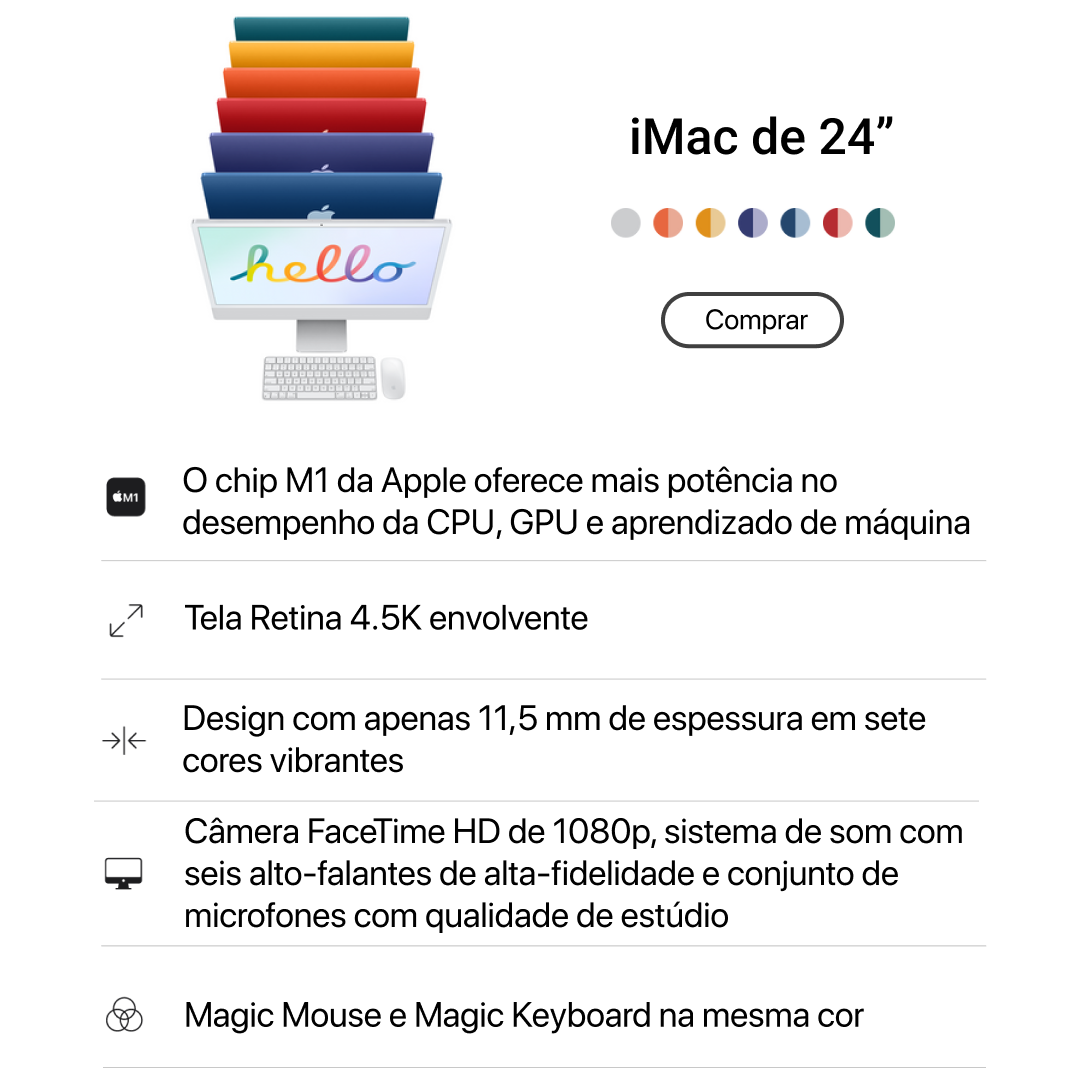 hello
iMac de 24”
Comprar
M1
O chip M1 da Apple oferece mais potência no
desempenho da CPU, GPU e aprendizado de máquina
Tela Retina 4.5K envolvente
Design com apenas 11,5 mm de espessura em sete
cores vibrantes
Câmera FaceTime HD de 1080p, sistema de som com
seis alto-falantes de alta-fidelidade e conjunto de
microfones com qualidade de estúdio
Magic Mouse e Magic Keyboard na mesma cor